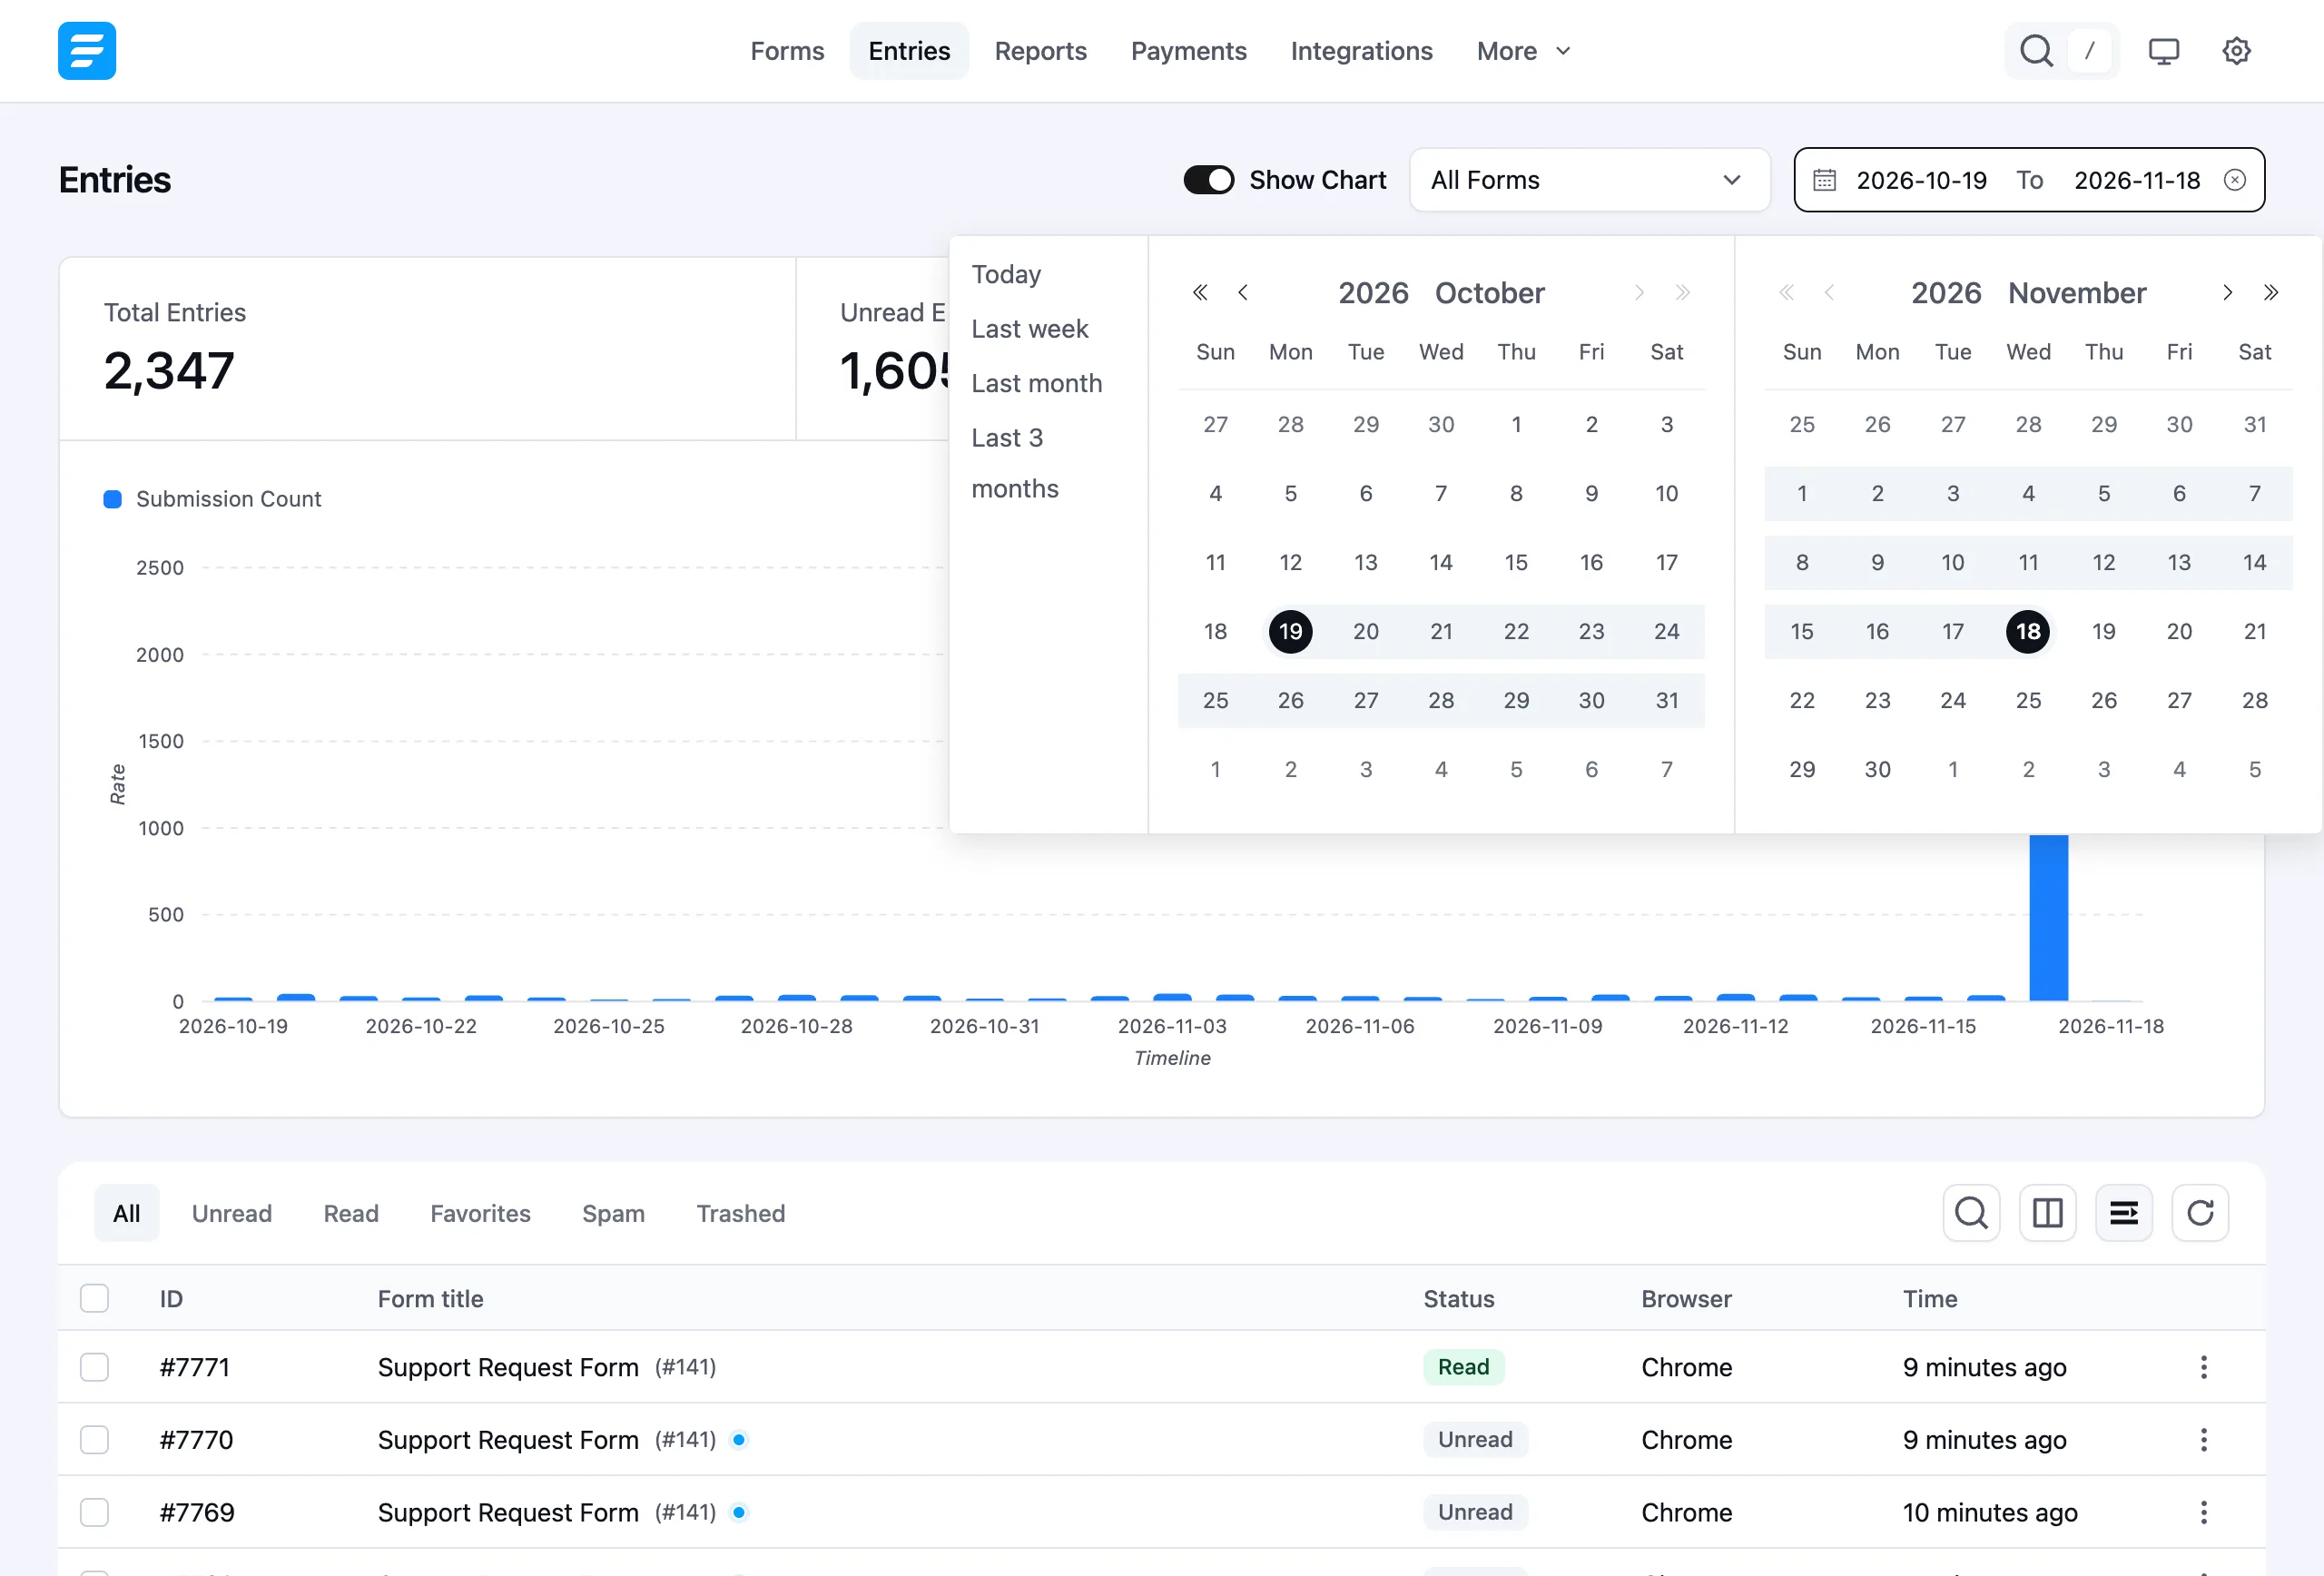 Forms Entries Reports Payments Integrations More /
Entries
Show Chart All Forms 2026-10-19 To 2026-11-18
Total Entries
2,347
Unread E
1,605
Today
Last week
Last month
Last 3
months
2026 October
Sun Mon Tue Wed Thu Fri Sat
27 28 29 30 1 2 3
4 5 6 7 8 9 10
11 12 13 14 15 16 17
18 19 20 21 22 23 24
25 26 27 28 29 30 31
1 2 3 4 5 6 7
2026 November
Sun Mon Tue Wed Thu Fri Sat
25 26 27 28 29 30 31
1 2 3 4 5 6 7
8 9 10 11 12 13 14
15 16 17 18 19 20 21
22 23 24 25 26 27 28
29 30 1 2 3 4 5
Submission Count
2500
2000
1500
Rate
1000
500
0
2026-10-19 2026-10-22 2026-10-25 2026-10-28 2026-10-31 2026-11-03 2026-11-06 2026-11-09 2026-11-12 2026-11-15 2026-11-18
Timeline
All Unread Read Favorites Spam Trashed
ID Form title Status Browser Time
#7771 Support Request Form (#141) Read Chrome 9 minutes ago
#7770 Support Request Form (#141) Unread Chrome 9 minutes ago
#7769 Support Request Form (#141) Unread Chrome 10 minutes ago